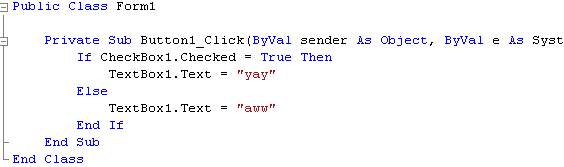 Public Class Form1
Private Sub Button1_Click(ByVal sender As Object, ByVal e As Syst
If CheckBox1.Checked = True Then
TextBox1.Text = "yay"
Else
TextBox1.Text = "aww"
End If
End Sub
End Class